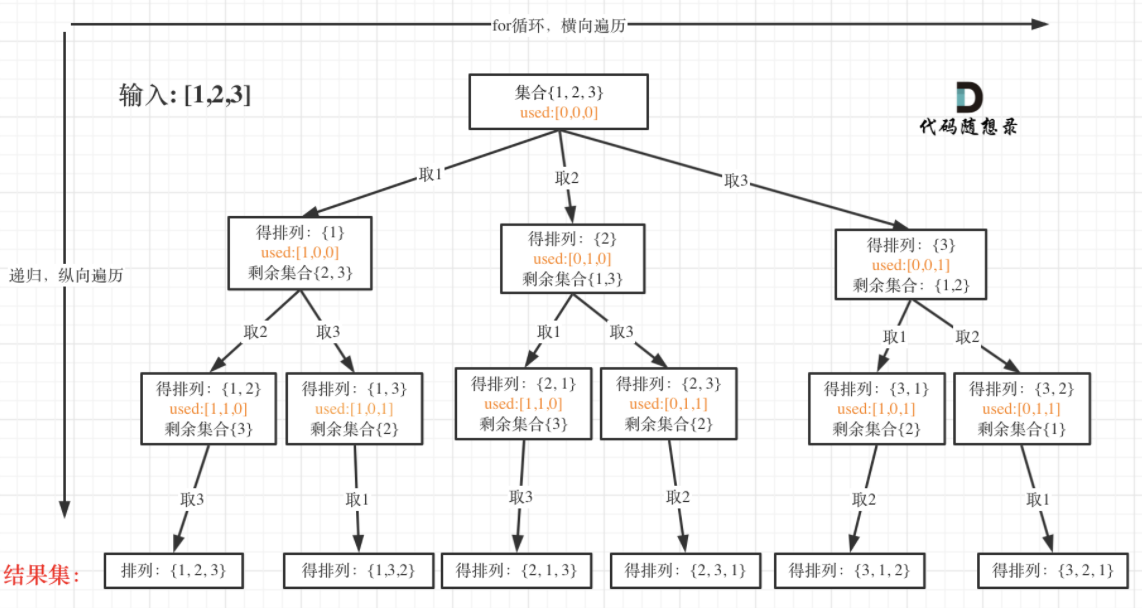 for循环，横向遍历
输入: [1,2,3]
集合{1, 2, 3}
used:[0,0,0]
代码随想录
取1
取2
取3
得排列：{1}
used:[1,0,0]
剩余集合{2, 3}
得排列：{2}
used:[0,1,0]
剩余集合{1,3}
得排列：{3}
used:[0,0,1]
剩余集合：{1,2}
递归，纵向遍历
取2
取3
取1
取3
取1
取2
得排列：{1, 2}
used:[1,1,0]
剩余集合{3}
得排列：{1, 3}
used:[1,0,1]
剩余集合{2}
得排列：{2, 1}
used:[1,1,0]
剩余集合{3}
得排列：{2, 3}
used:[0,1,1]
剩余集合{2}
得排列：{3, 1}
used:[1,0,1]
剩余集合{2}
得排列：{3, 2}
used:[0,1,1]
剩余集合{1}
取3
取1
取3
取2
取2
取1
结果集：
排列：{1, 2, 3}
得排列：{1,3,2}
得排列：{2, 1, 3}
得排列：{2, 3, 1}
得排列：{3, 1, 2}
得排列：{3, 2, 1}